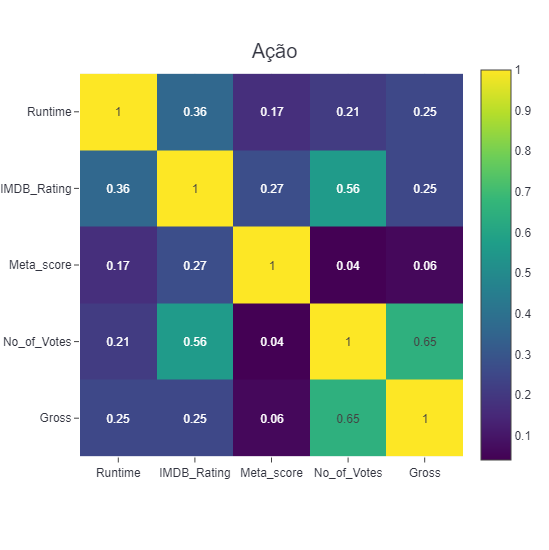 Ação
Runtime 1 0.36 0.17 0.21 0.25
IMDB_Rating 0.36 1 0.27 0.56 0.25
Meta_score 0.17 0.27 1 0.04 0.06
No_of_Votes 0.21 0.56 0.04 1 0.65
Gross 0.25 0.25 0.06 0.65 1
Runtime IMDB_Rating Meta_score No_of_Votes Gross
1
0.9
0.8
0.7
0.6
0.5
0.4
0.3
0.2
0.1